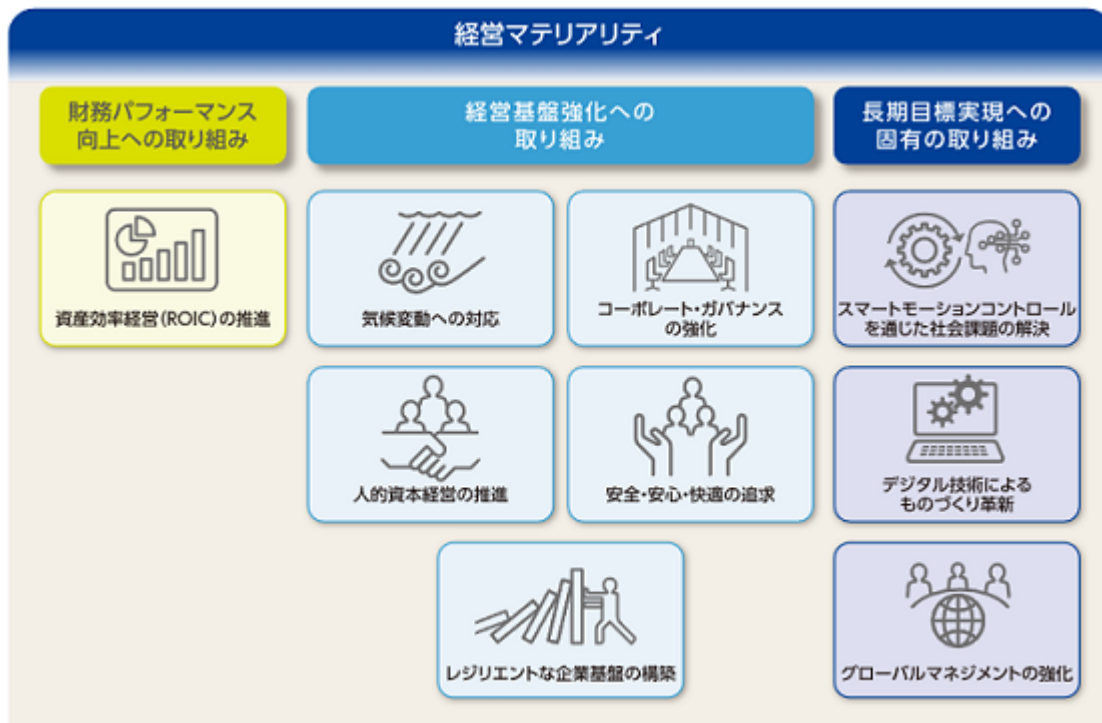 経営マテリアリティ
財務パフォーマンス
向上への取り組み
経営基盤強化への
取り組み
長期目標実現への
固有の取り組み
資産効率経営(ROIC)の推進
気候変動への対応
コーポレート・ガバナンス
の強化
スマートモーションコントロール
を通じた社会課題の解決
人的資本経営の推進
安全・安心・快適の追求
デジタル技術による
ものづくり革新
レジリエントな企業基盤の構築
グローバルマネジメントの強化